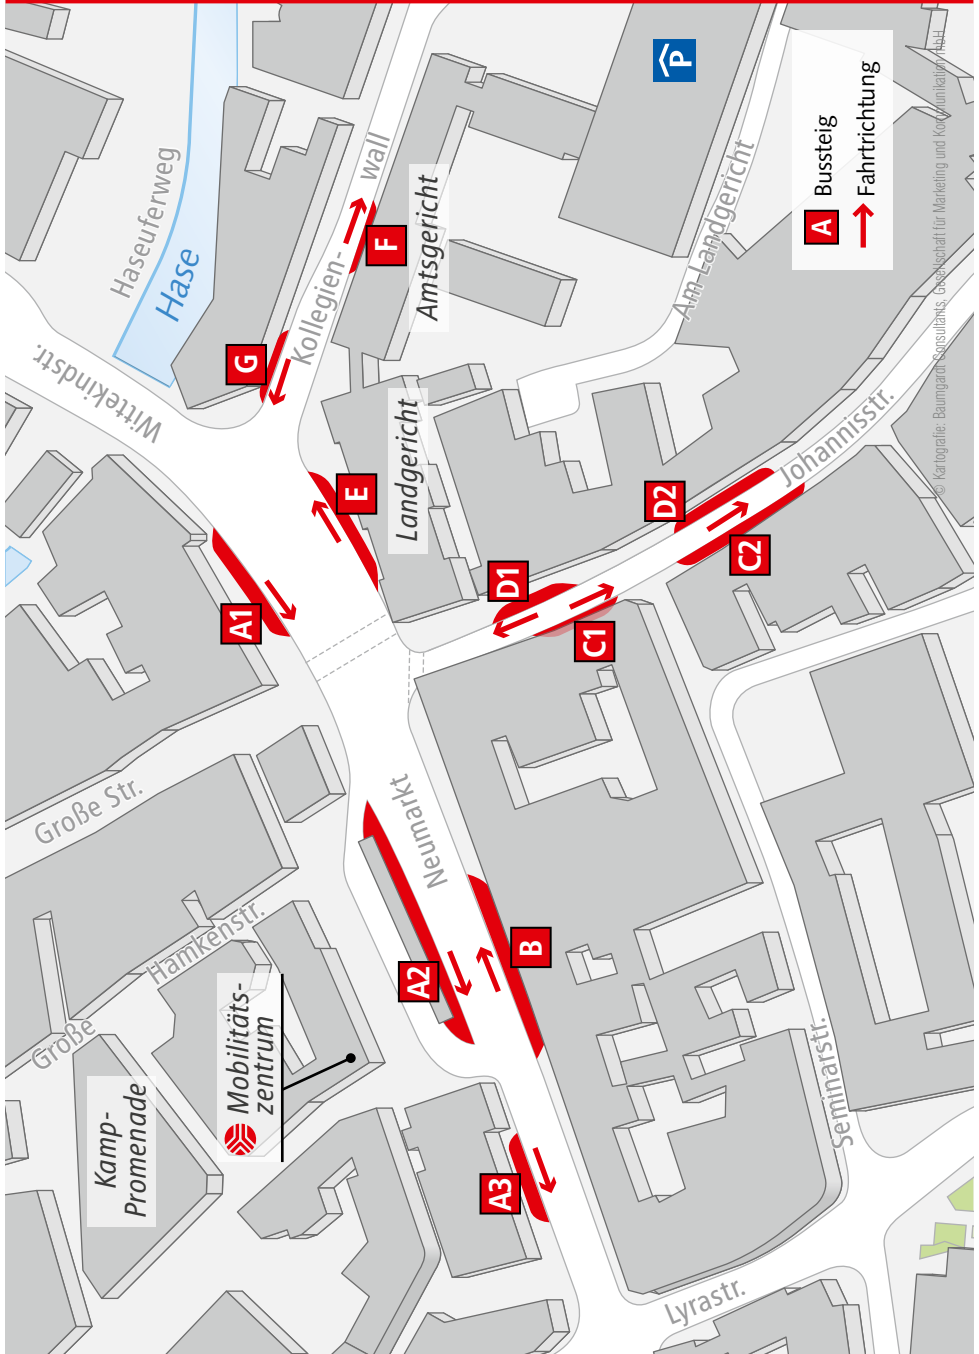 Haseuferweg
Hase
Wittekindstr.
Kollegien-
wall
G
F
Amtsgericht
P
Am Landgericht
A Bussteig
Fahrtrichtung
© Kartografie: Baumgardt Consultants, Gesellschaft für Marketing und Kommunikation mbH
E
Landgericht
A1
D1
C1
D2
C2
Johannisstr.
Große Str.
Neumarkt
Große
Hamkenstr.
A2
B
Mobilitäts-
zentrum
Kamp-
Promenade
A3
Seminarstr.
Lyrastr.